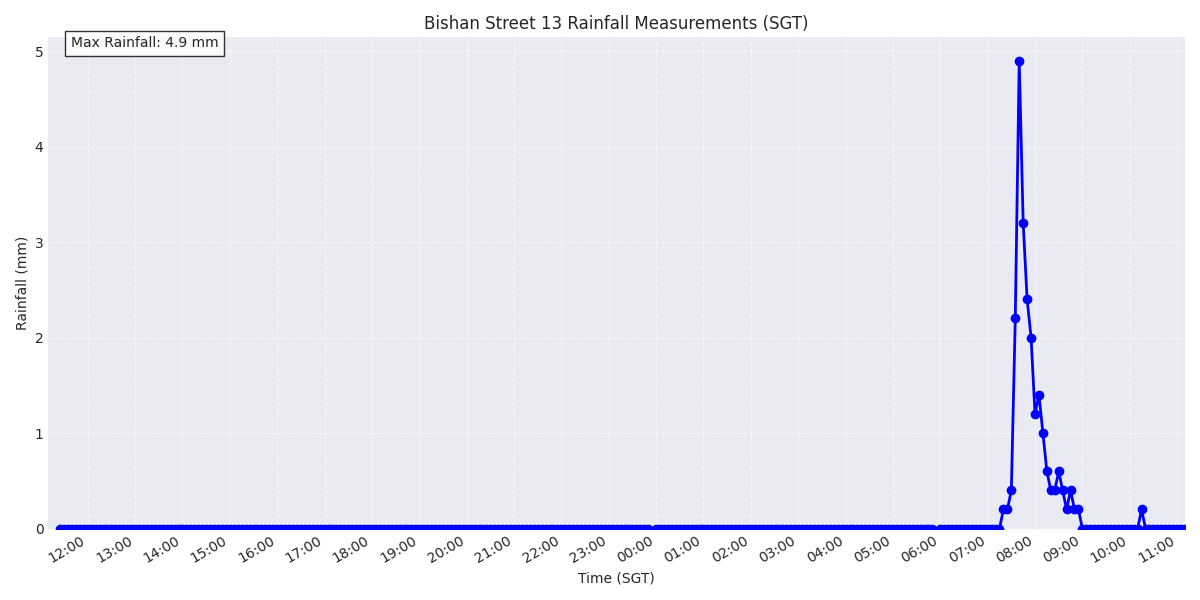 Bishan Street 13 Rainfall Measurements (SGT)
Max Rainfall: 4.9 mm
5
4
3
2
1
0
Rainfall (mm)
12:00 13:00 14:00 15:00 16:00 17:00 18:00 19:00 20:00 21:00 22:00 23:00 00:00 01:00 02:00 03:00 04:00 05:00 06:00 07:00 08:00 09:00 10:00 11:00
Time (SGT)